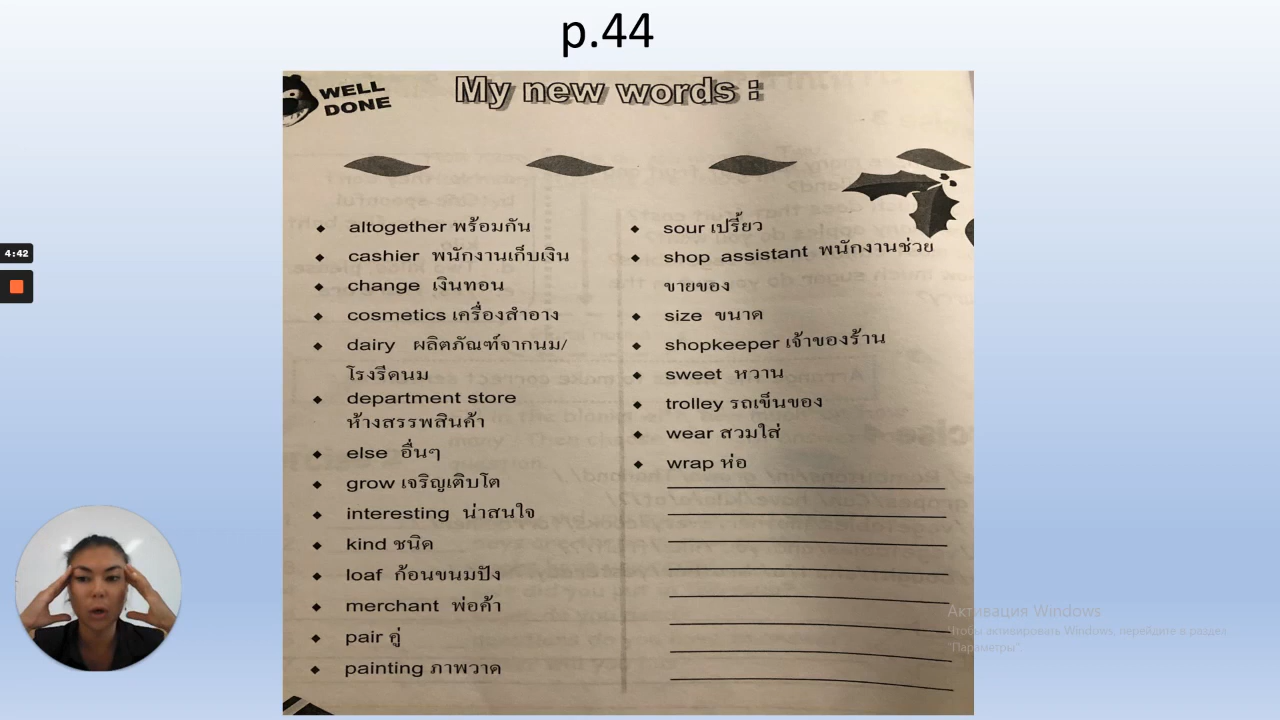 p.44
WELL
DONE
My new words :
altogether พร้อมกัน
cashier พนักงานเก็บเงิน
change เงินทอน
cosmetics เครื่องสำอาง
dairy ผลิตภัณฑ์จากนม/
โรงรีดนม
department store
ห้างสรรพสินค้า
else อื่นๆ
grow เจริญเติบโต
interesting น่าสนใจ
kind ชนิด
loaf ก้อนขนมปัง
merchant พ่อค้า
pair คู่
painting ภาพวาด
sour เปรี้ยว
shop assistant พนักงานช่วย
ขายของ
size ขนาด
shopkeeper เจ้าของร้าน
sweet หวาน
trolley รถเข็นของ
wear สวมใส่
wrap ห่อ
4:42
Активация Windows
Чтобы активировать Windows, перейдите в раздел
"Параметры".